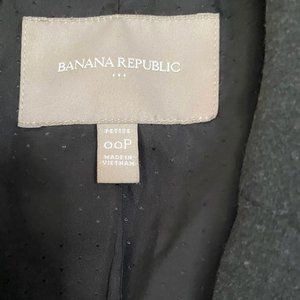 BANANA REPUBLIC
PETITE
00P
MADE IN
VIETNAM